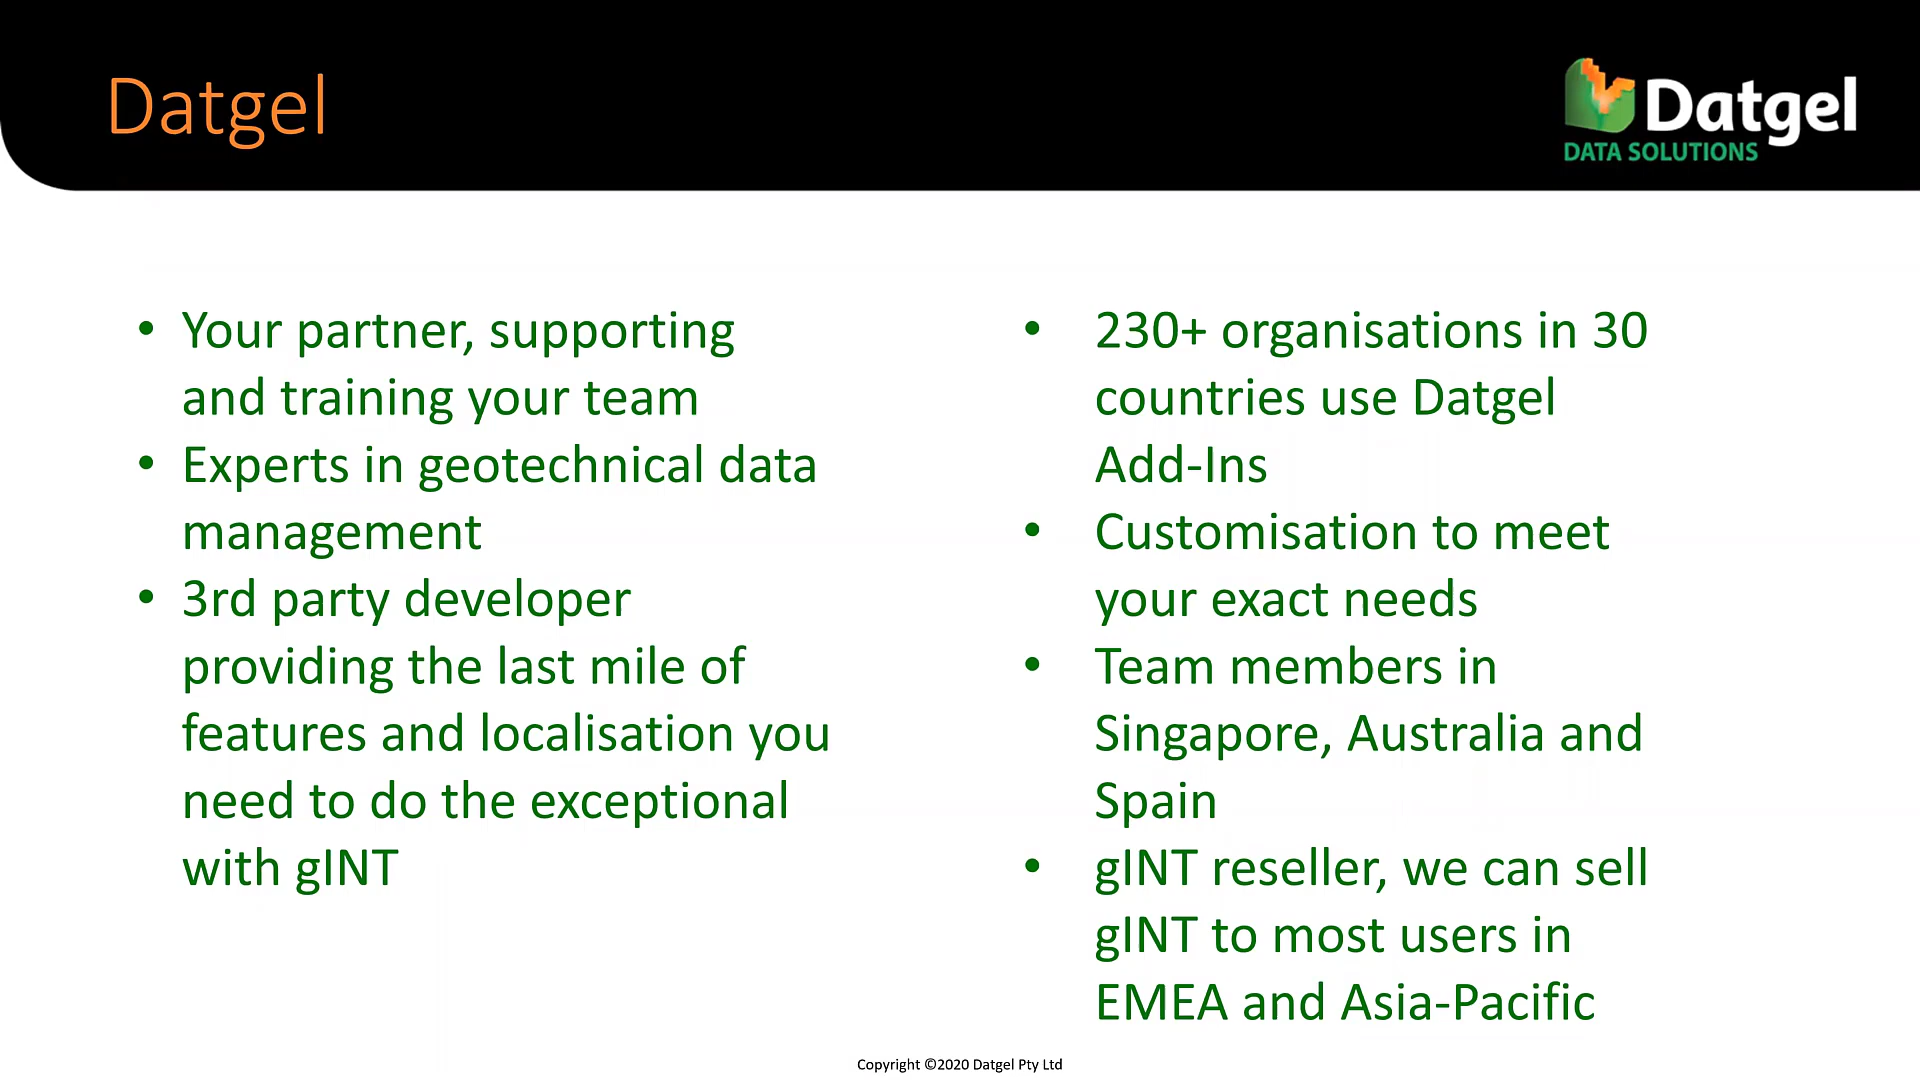 Datgel
Datgel
DATA SOLUTIONS
• Your partner, supporting
and training your team
• Experts in geotechnical data
management
• 3rd party developer
providing the last mile of
features and localisation you
need to do the exceptional
with gINT
• 230+ organisations in 30
countries use Datgel
Add-Ins
• Customisation to meet
your exact needs
• Team members in
Singapore, Australia and
Spain
• gINT reseller, we can sell
gINT to most users in
EMEA and Asia-Pacific
Copyright ©2020 Datgel Pty Ltd